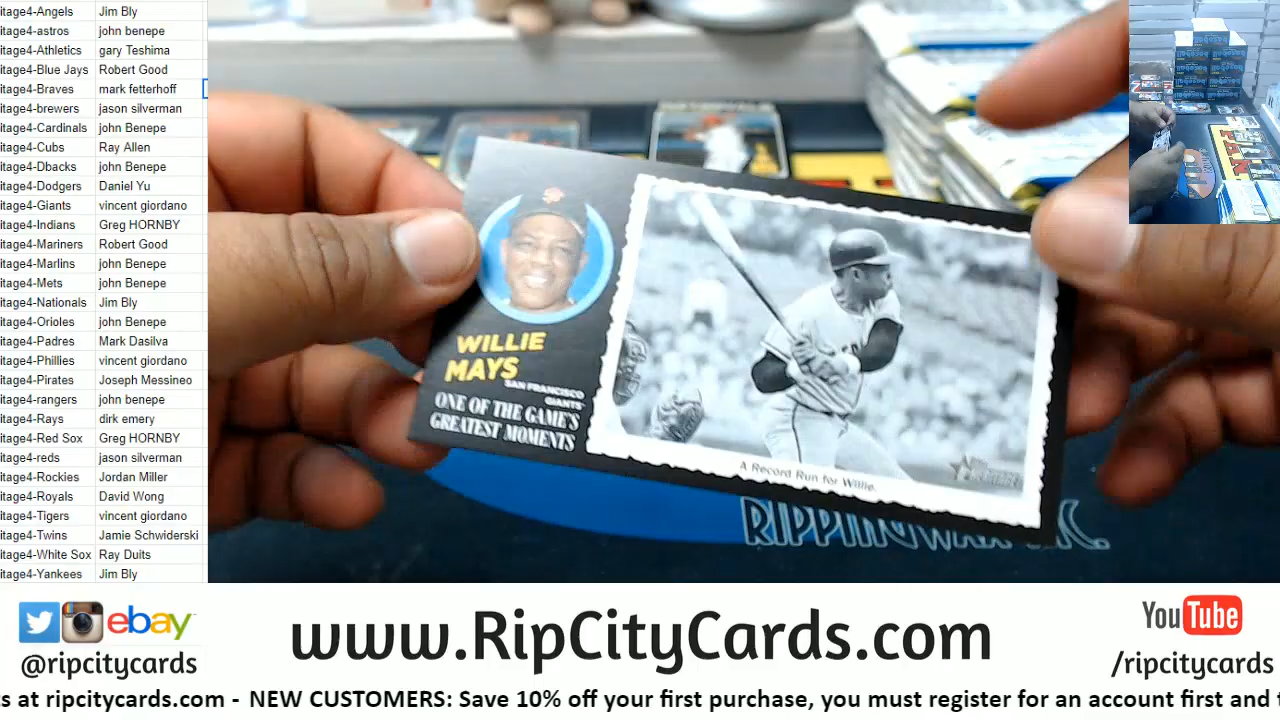 itage4-Angels Jim Bly
itage4-astros john benepe
itage4-Athletics gary Teshima
itage4-Blue Jays Robert Good
itage4-Braves mark fetterhoff
itage4-brewers jason silverman
itage4-Cardinals john Benepe
itage4-Cubs Ray Allen
itage4-Dbacks john Benepe
itage4-Dodgers Daniel Yu
itage4-Giants vincent giordano
itage4-Indians Greg HORNBY
itage4-Mariners Robert Good
itage4-Marlins john Benepe
itage4-Mets john Benepe
itage4-Nationals Jim Bly
itage4-Orioles john Benepe
itage4-Padres Mark Dasilva
itage4-Phillies vincent giordano
itage4-Pirates Joseph Messineo
itage4-rangers john benepe
itage4-Rays dirk emery
itage4-Red Sox Greg HORNBY
itage4-reds jason silverman
itage4-Rockies Jordan Miller
itage4-Royals David Wong
itage4-Tigers vincent giordano
itage4-Twins Jamie Schwiderski
itage4-White Sox Ray Duits
itage4-Yankees Jim Bly
WILLIE
MAYS
SAN FRANCISCO
GIANTS
ONE OF THE GAME'S
GREATEST MOMENTS
A Record Run for Willie.
ebay
@ripcitycards
www.RipCityCards.com
YouTube
/ripcitycards
s at ripcitycards.com - NEW CUSTOMERS: Save 10% off your first purchase, you must register for an account first and t